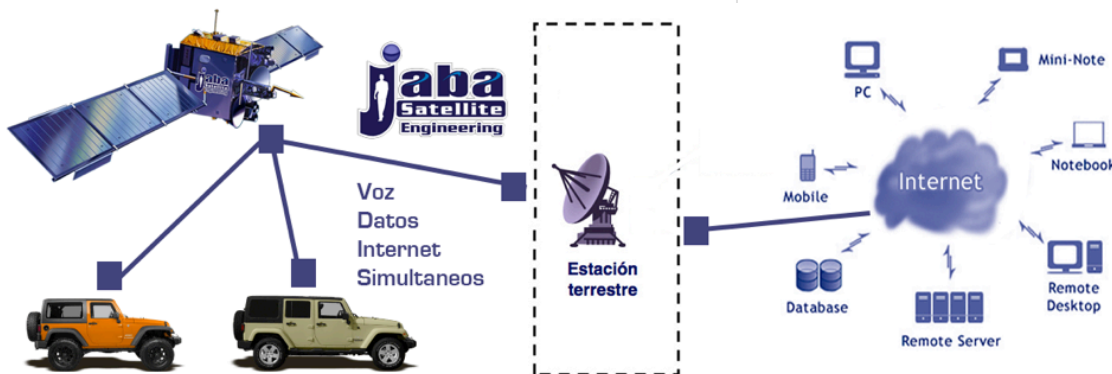 jaba
Satellite
Engineering
Voz
Datos
Internet
Simultaneos
Estación
terrestre
PC
Mini-Note
Mobile
Internet
Notebook
Database
Remote Server
Remote
Desktop